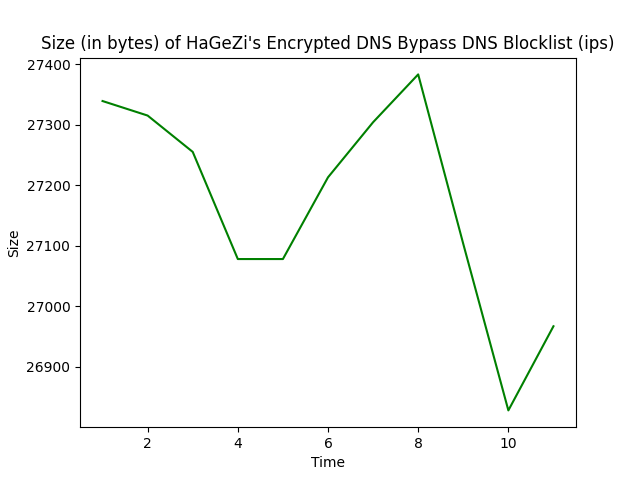 Size (in bytes) of HaGeZi's Encrypted DNS Bypass DNS Blocklist (ips)
27400
27300
27200
27100
27000
26900
Size
2 4 6 8 10
Time